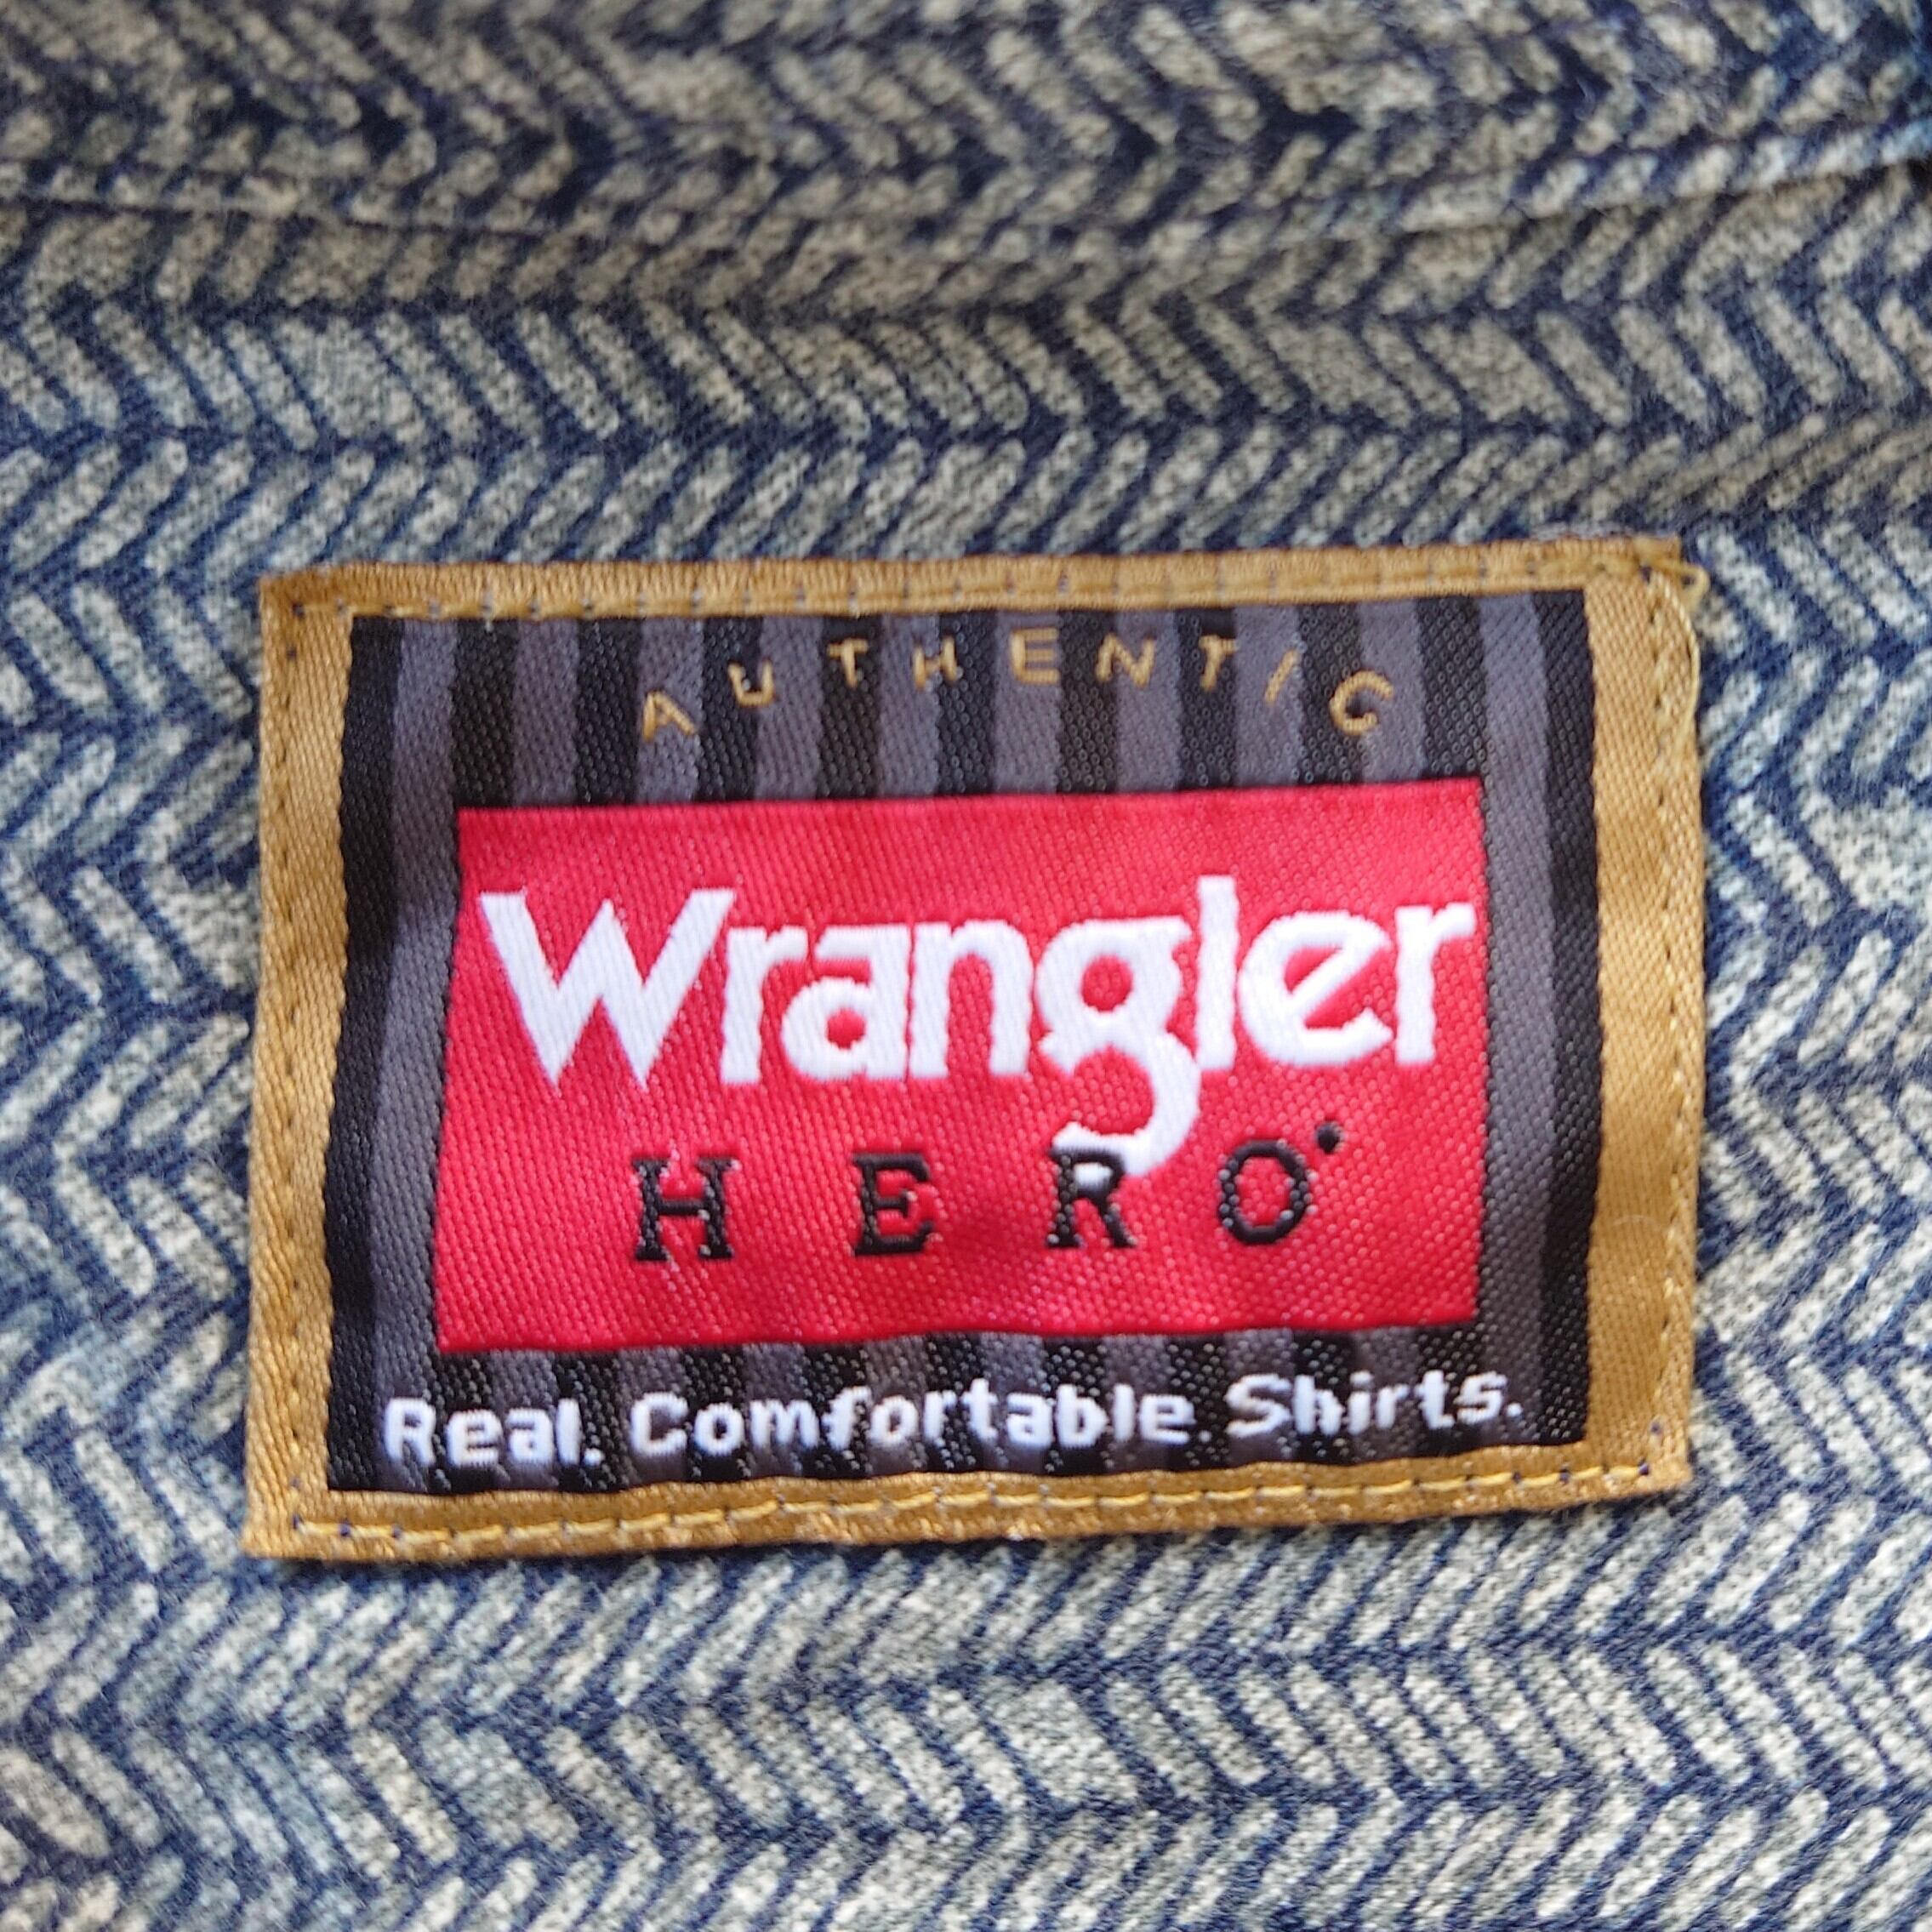 AUTHENTIC
Wrangler
HERO
Real. Comfortable. Shirts.